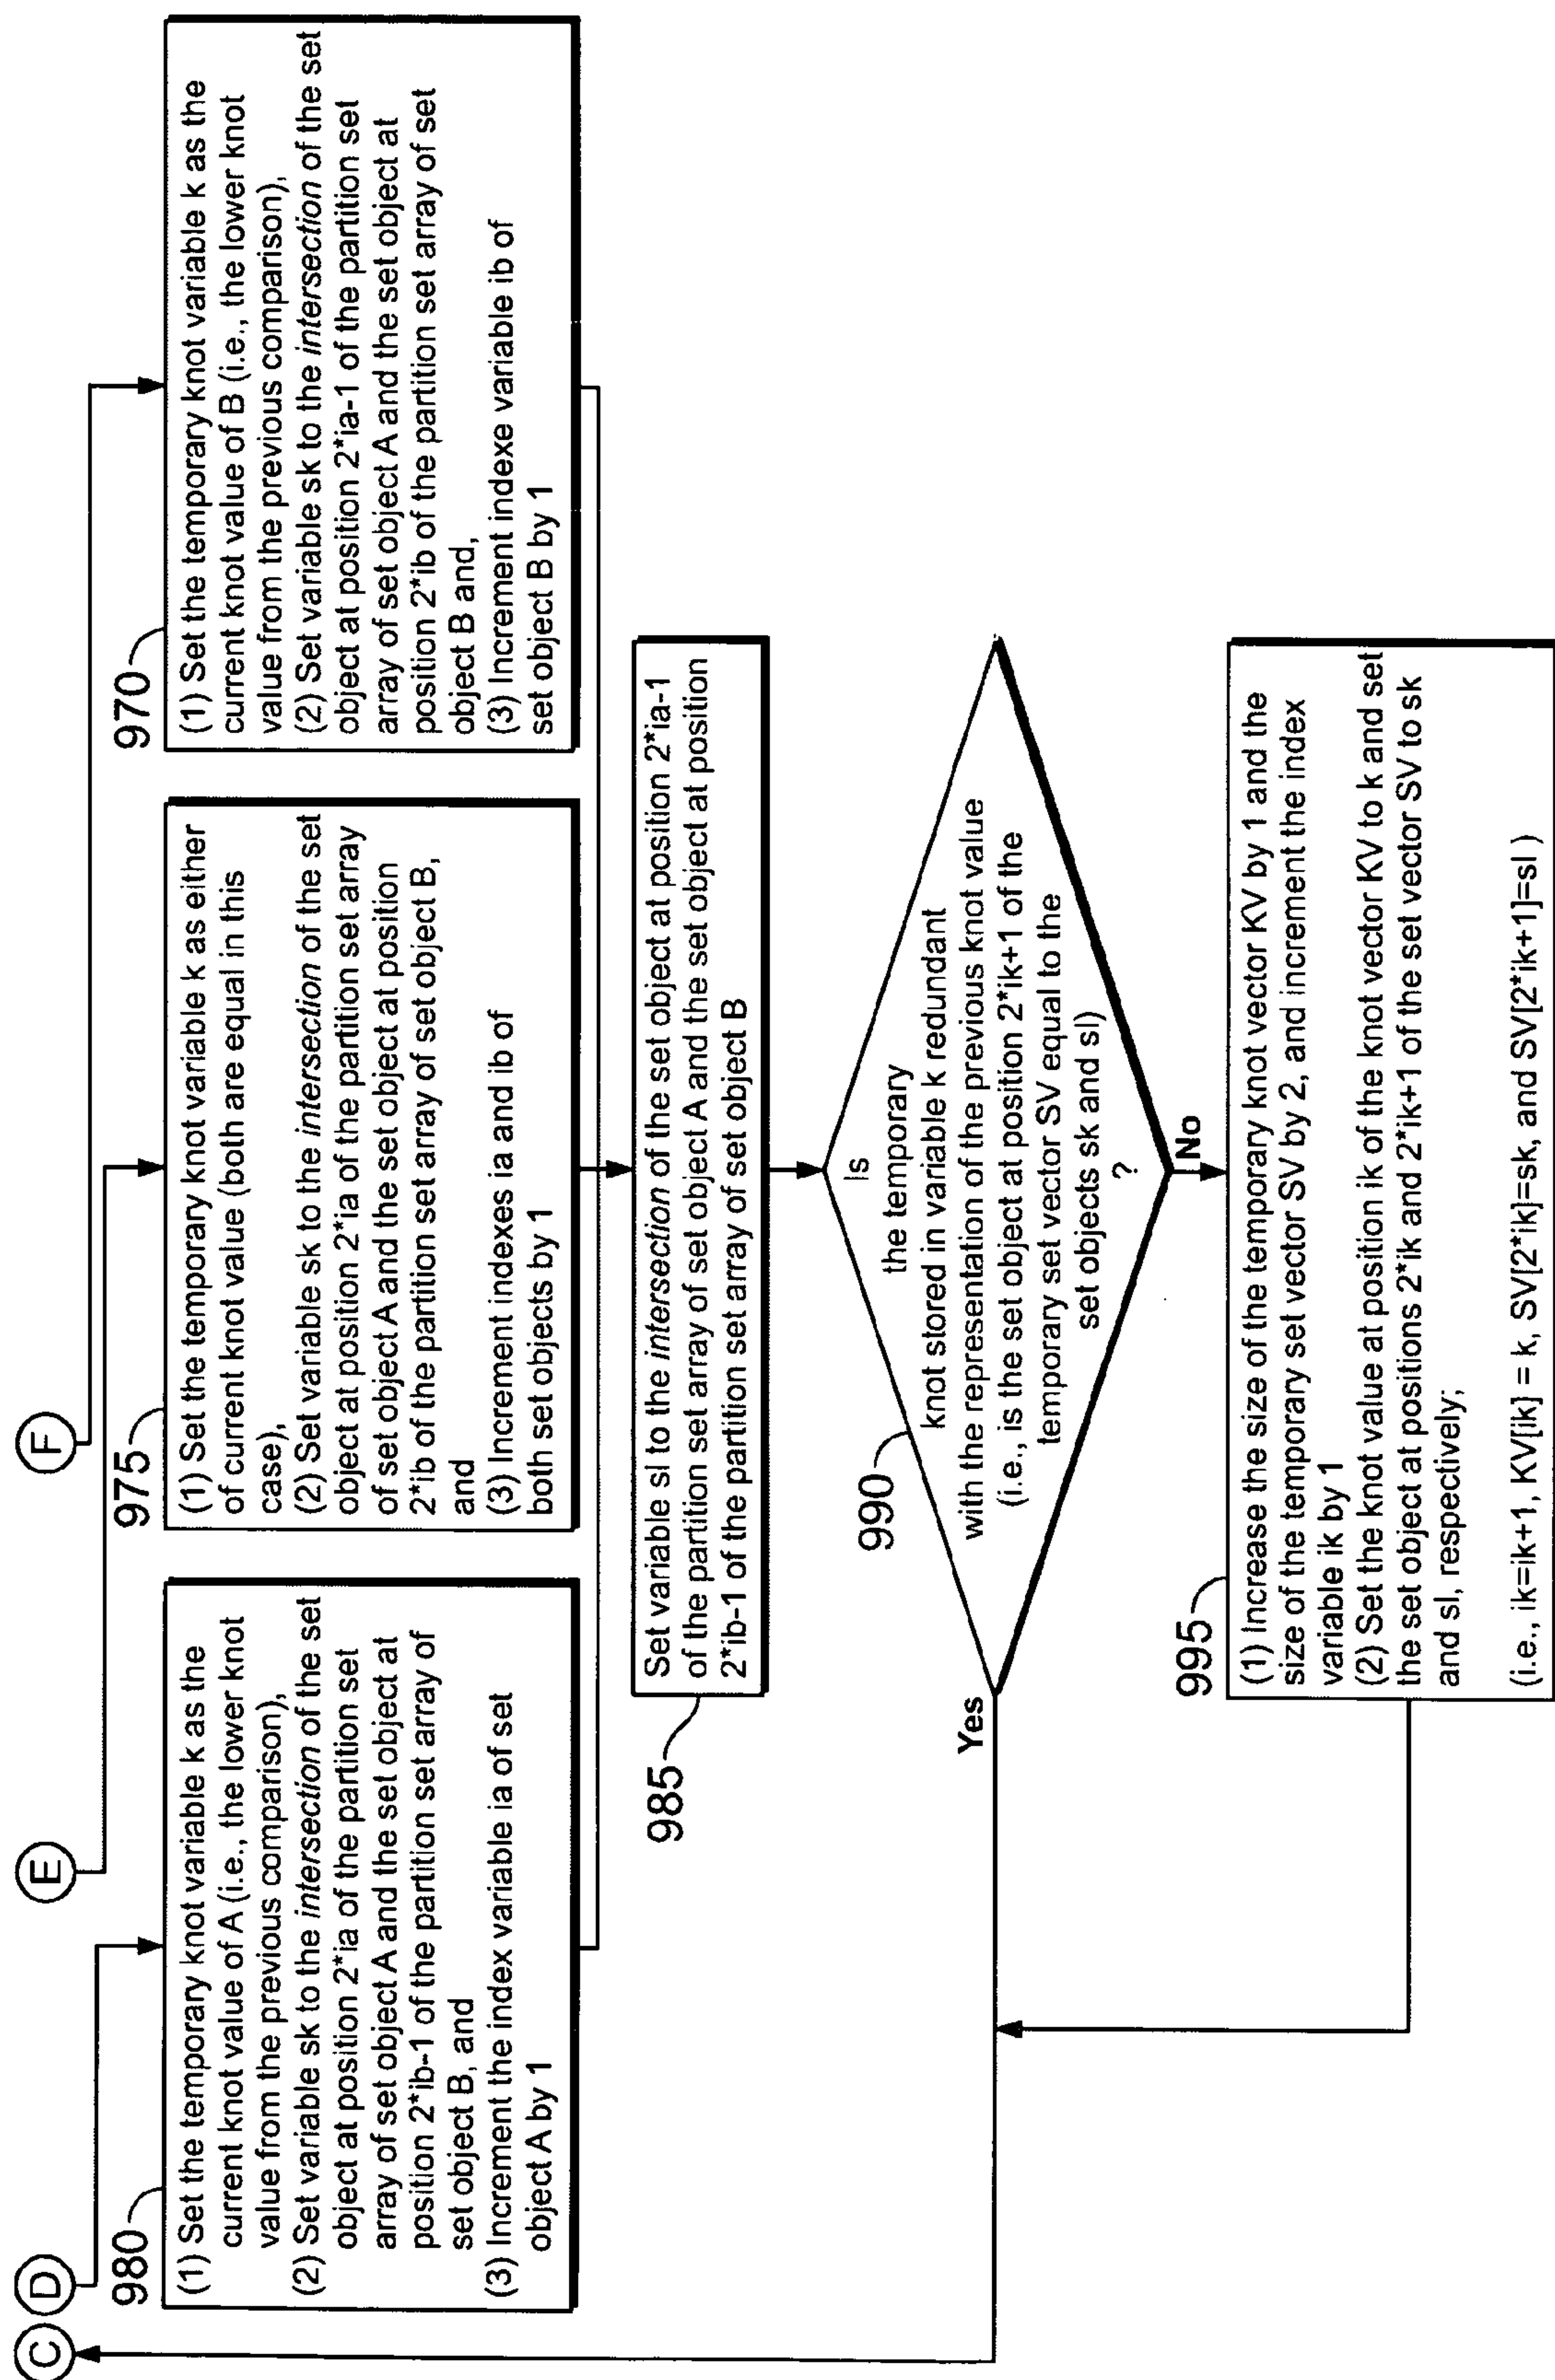 C
D
E
F
980
(1) Set the temporary knot variable k as the
current knot value of A (i.e., the lower knot
value from the previous comparison),
(2) Set variable sk to the intersection of the set
object at position 2*ia of the partition set
array of set object A and the set object at
position 2*ib-1 of the partition set array of
set object B, and
(3) Increment the index variable ia of set
object A by 1
975
(1) Set the temporary knot variable k as either
of current knot value (both are equal in this
case),
(2) Set variable sk to the intersection of the set
object at position 2*ia of the partition set array
of set object A and the set object at position
2*ib of the partition set array of set object B,
and
(3) Increment indexes ia and ib of
both set objects by 1
970
(1) Set the temporary knot variable k as the
current knot value of B (i.e., the lower knot
value from the previous comparison),
(2) Set variable sk to the intersection of the set
object at position 2*ia-1 of the partition set
array of set object A and the set object at
position 2*ib of the partition set array of set
object B and,
(3) Increment indexe variable ib of
set object B by 1
985
Set variable sl to the intersection of the set object at position 2*ia-1
of the partition set array of set object A and the set object at position
2*ib-1 of the partition set array of set object B
990
Is
the temporary
knot stored in variable k redundant
with the representation of the previous knot value
(i.e., is the set object at position 2*ik+1 of the
temporary set vector SV equal to the
set objects sk and sl)
?
Yes
No
995
(1) Increase the size of the temporary knot vector KV by 1 and the
size of the temporary set vector SV by 2, and increment the index
variable ik by 1
(2) Set the knot value at position ik of the knot vector KV to k and set
the set object at positions 2*ik and 2*ik+1 of the set vector SV to sk
and sl, respectively;
(i.e., ik=ik+1, KV[ik] = k, SV[2*ik]=sk, and SV[2*ik+1]=sl )